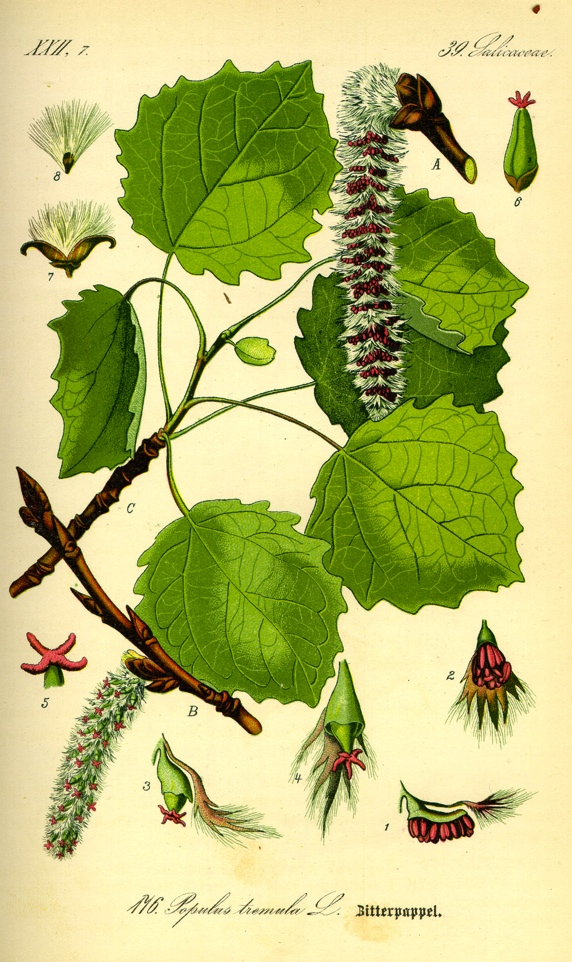 XXII, 7.
39. Salicaceae.
8
A
6
7
C
5
2
B
3
4
1
176. Populus tremula L. Zitterpappel.